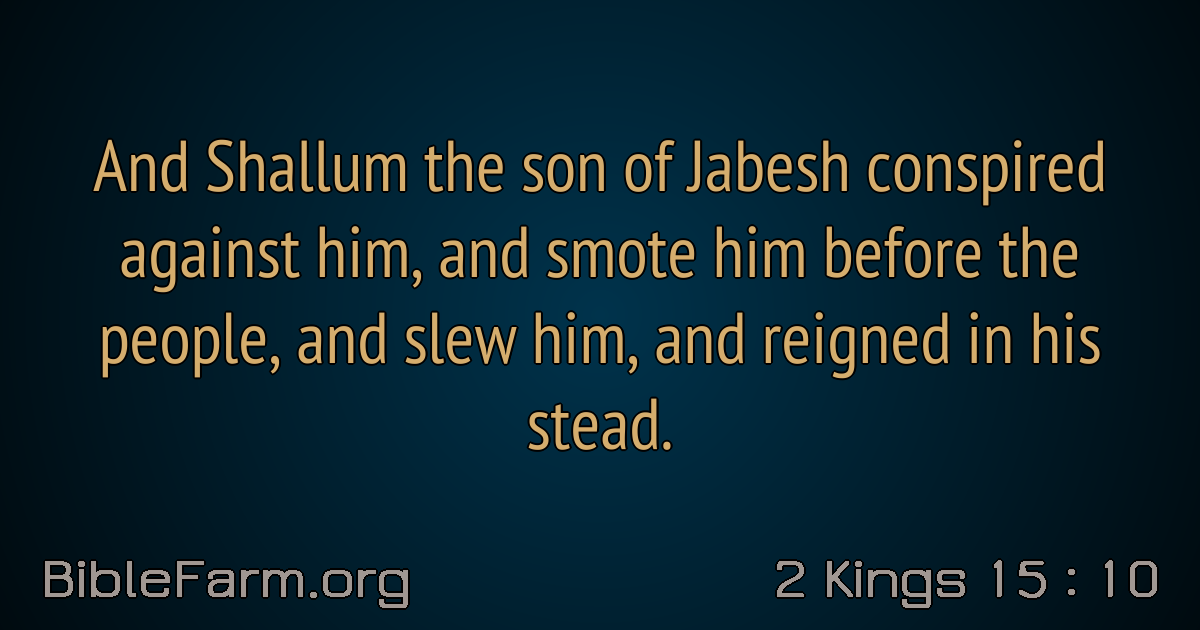 And Shallum the son of Jabesh conspired
against him, and smote him before the
people, and slew him, and reigned in his
stead.
BibleFarm.org
2 Kings 15 : 10